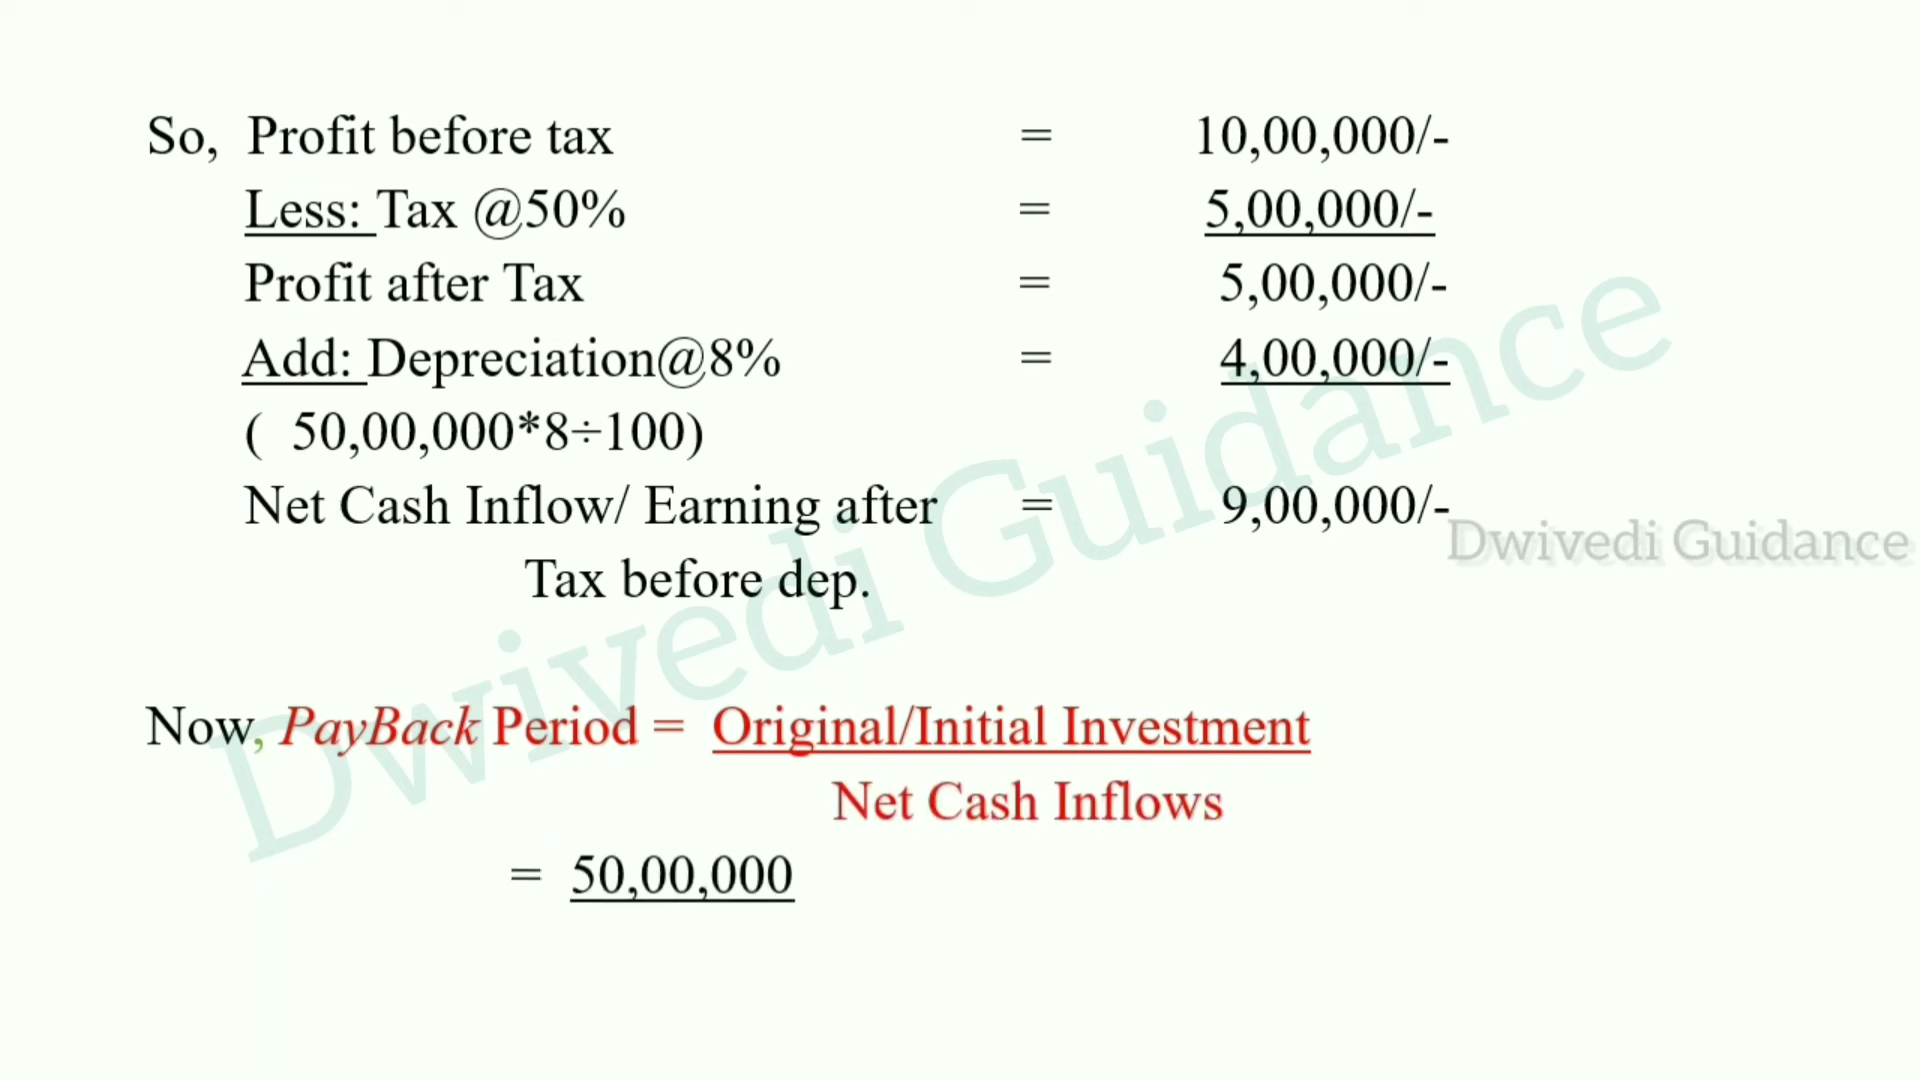 So, Profit before tax = 10,00,000/-
Less: Tax @50% = 5,00,000/-
Profit after Tax = 5,00,000/-
Add: Depreciation@8% = 4,00,000/-
( 50,00,000*8÷100)
Net Cash Inflow/ Earning after = 9,00,000/-
Tax before dep.
Dwivedi Guidance
Dwivedi Guidance
Now, PayBack Period = Original/Initial Investment
Net Cash Inflows
= 50,00,000